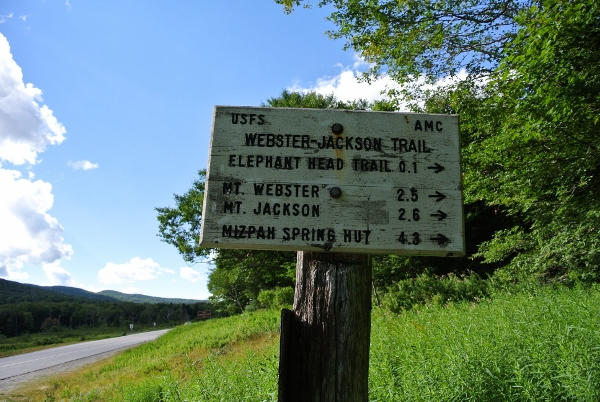 USFS AMC
WEBSTER-JACKSON TRAIL
ELEPHANT HEAD TRAIL 0.1 →
MT. WEBSTER 2.5 →
MT. JACKSON 2.6 →
MIZPAH SPRING HUT 4.3 →